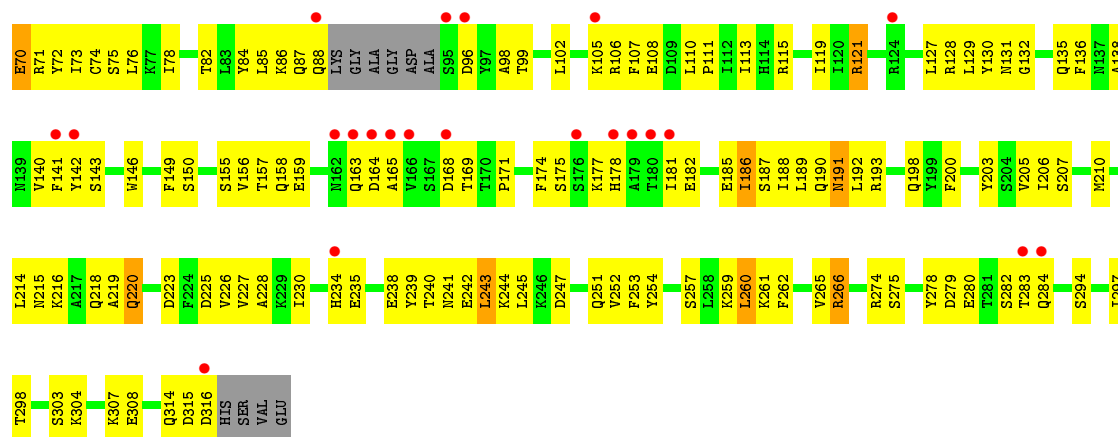 E70 R71 Y72 I73 C74 S75 L76 K77 I78 T82 L83 Y84 L85 K86 Q87 Q88 LYS GLY ALA GLY ASP ALA S95 D96 Y97 A98 T99 L102 K105 R106 F107 E108 D109 L110 P111 I112 I113 H114 R115 I119 I120 R121 R124 L127 R128 L129 Y130 N131 G132 Q135 F136 N137 A138
N139 V140 F141 Y142 S143 W146 F149 S150 S155 V156 T157 Q158 E159 N162 Q163 D164 A165 V166 S167 D168 T169 T170 P171 F174 S175 S176 K177 H178 A179 T180 I181 E182 E185 I186 S187 I188 L189 Q190 N191 L192 R193 Q198 Y199 F200 Y203 S204 V205 I206 S207 M210
L214 N215 K216 A217 Q218 A219 Q220 D223 F224 D225 V226 V227 A228 K229 I230 H234 E235 E238 Y239 T240 N241 E242 L243 K244 L245 K246 D247 Q251 V252 F253 Y254 S257 L258 K259 L260 K261 F262 V265 R266 R274 S275 Y278 D279 E280 T281 S282 T283 Q284 S294 I297
T298 S303 K304 K307 E308 Q314 D315 D316 HIS SER VAL GLU